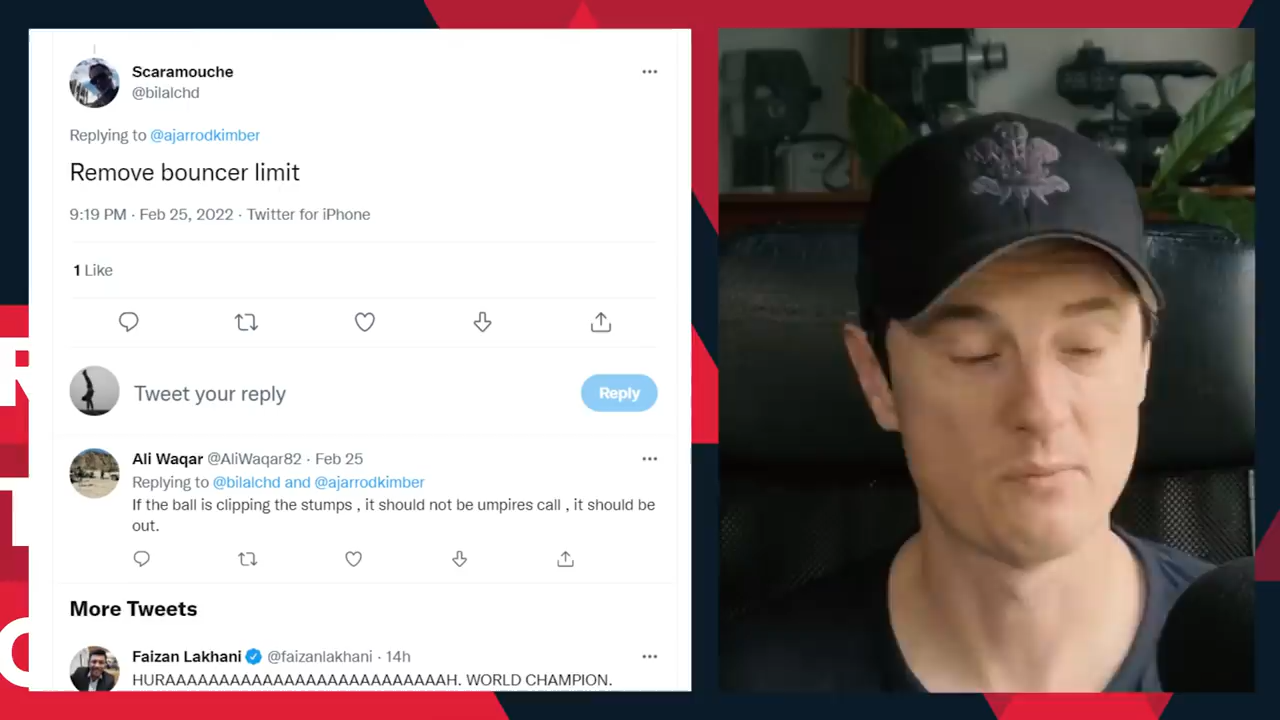 Scaramouche
@bilalchd
Replying to @ajarrodkimber
Remove bouncer limit
9:19 PM · Feb 25, 2022 · Twitter for iPhone
1 Like
Tweet your reply
Reply
Ali Waqar @AliWaqar82 · Feb 25
Replying to @bilalchd and @ajarrodkimber
If the ball is clipping the stumps , it should not be umpires call , it should be
out.
More Tweets
Faizan Lakhani @faizanlakhani · 14h
HURAAAAAAAAAAAAAAAAAAAAAAAAAH. WORLD CHAMPION.